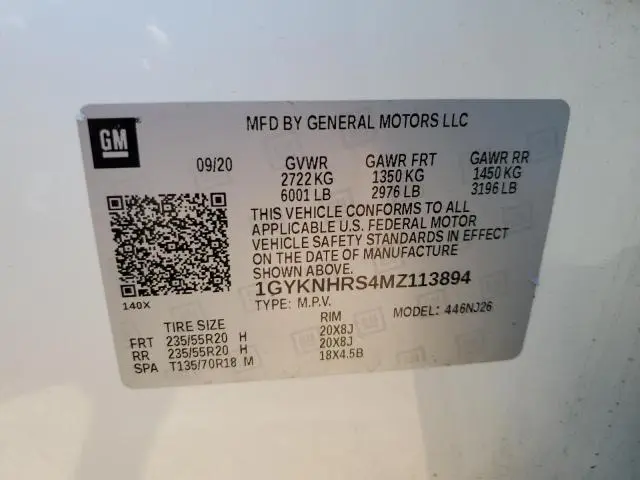 GM
MFD BY GENERAL MOTORS LLC
09/20 GVWR GAWR FRT GAWR RR
2722 KG 1350 KG 1450 KG
6001 LB 2976 LB 3196 LB
THIS VEHICLE CONFORMS TO ALL
APPLICABLE U.S. FEDERAL MOTOR
VEHICLE SAFETY STANDARDS IN EFFECT
ON THE DATE OF MANUFACTURE
SHOWN ABOVE.
1GYKNHRS4MZ113894
140X TYPE: M.P.V. MODEL: 446NJ26
TIRE SIZE RIM
FRT 235/55R20 H 20X8J
RR 235/55R20 H 20X8J
SPA T135/70R18 M 18X4.5B